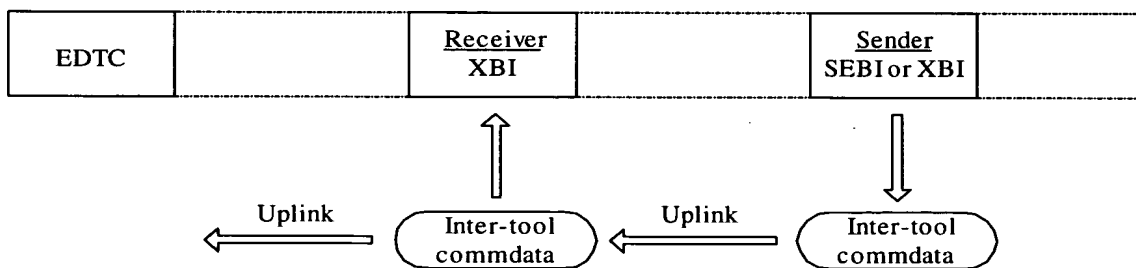 EDTC
Receiver
XBI
Sender
SEBI or XBI
Uplink
Inter-tool
commdata
Uplink
Inter-tool
commdata